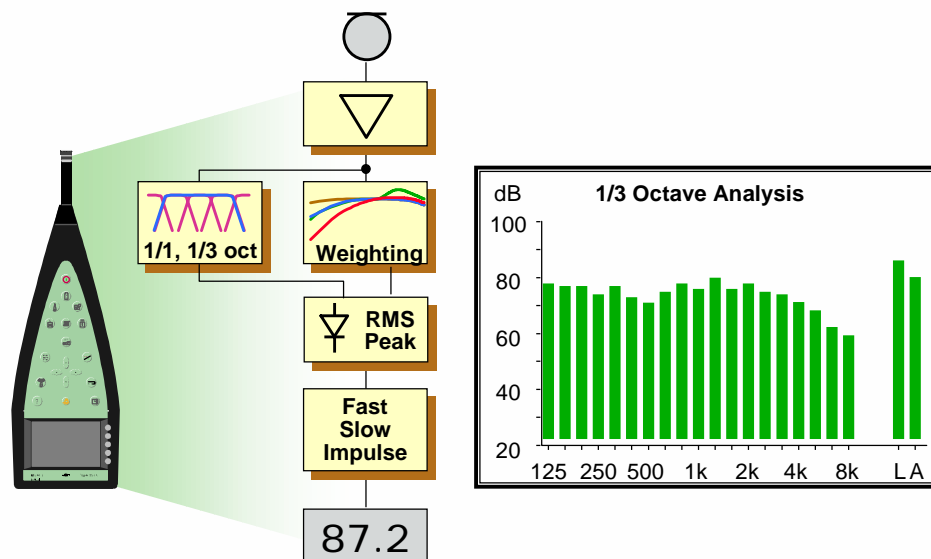 1/1, 1/3 oct
Weighting
RMS
Peak
Fast
Slow
Impulse
87.2
dB
1/3 Octave Analysis
100
80
60
40
20
125 250 500 1k 2k 4k 8k L A